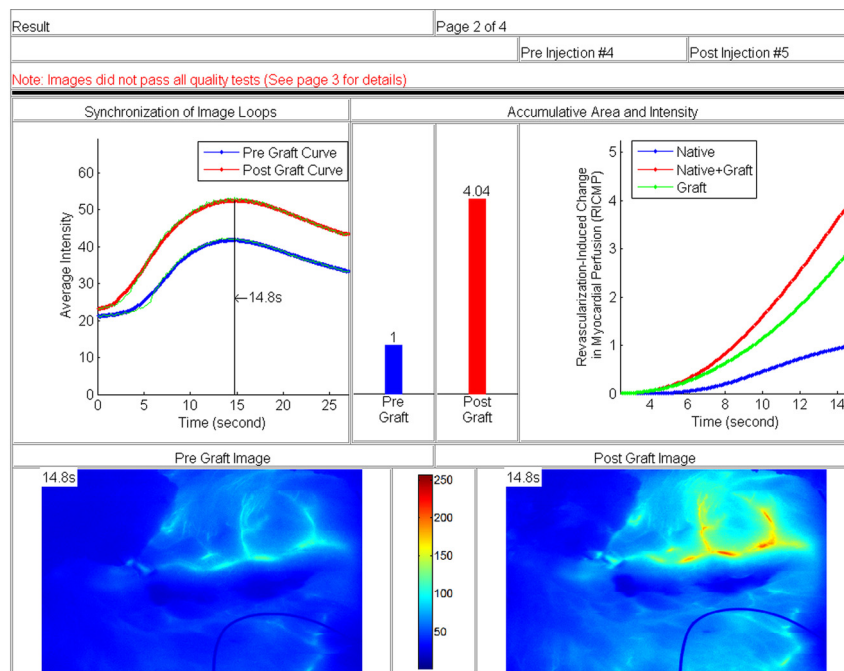 Result
Page 2 of 4
Pre Injection #4
Post Injection #5
Note: Images did not pass all quality tests (See page 3 for details)
Synchronization of Image Loops
Accumulative Area and Intensity
Pre Graft Curve
Post Graft Curve
60
50
40
30
20
10
0
Average Intensity
14.8s
0
5
10
15
20
25
Time (second)
1
4.04
Pre
Graft
Post
Graft
Native
Native+Graft
Graft
5
4
3
2
1
0
Revascularization-Induced Change
in Myocardial Perfusion (RICMP)
4
6
8
10
12
14
Time (second)
Pre Graft Image
Post Graft Image
14.8s
250
200
150
100
50
14.8s